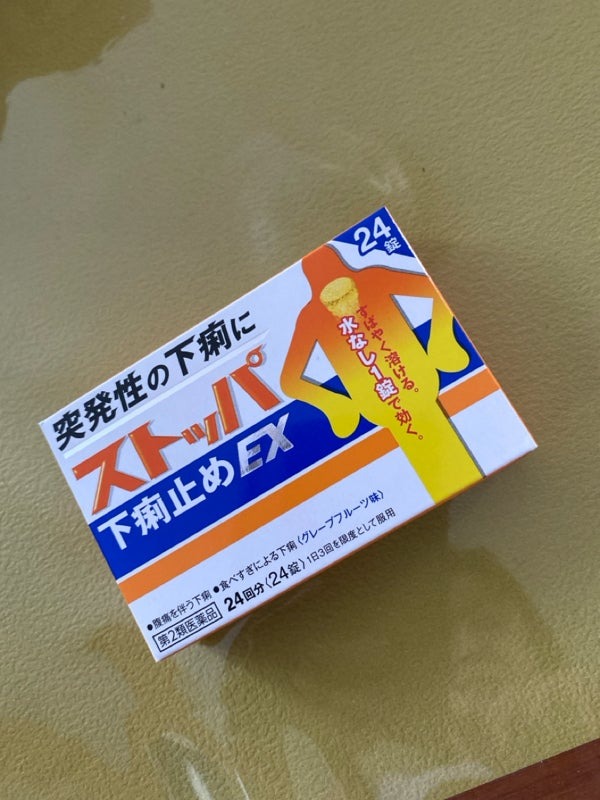 24錠
突発性の下痢に
ストッパ
下痢止めEX
すばやく溶ける。
水なし1錠で効く。
●腹痛を伴う下痢 ●食べすぎによる下痢 (グレープフルーツ味)
第2類医薬品 24回分(24錠) 1日3回を限度として服用